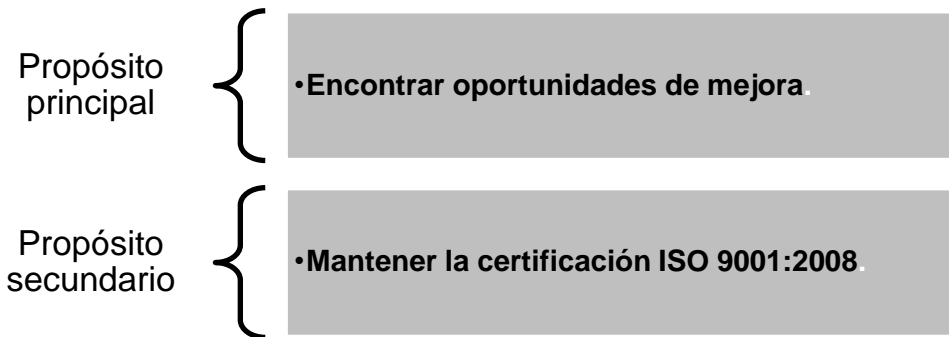 Propósito
principal
•Encontrar oportunidades de mejora.
Propósito
secundario
•Mantener la certificación ISO 9001:2008.